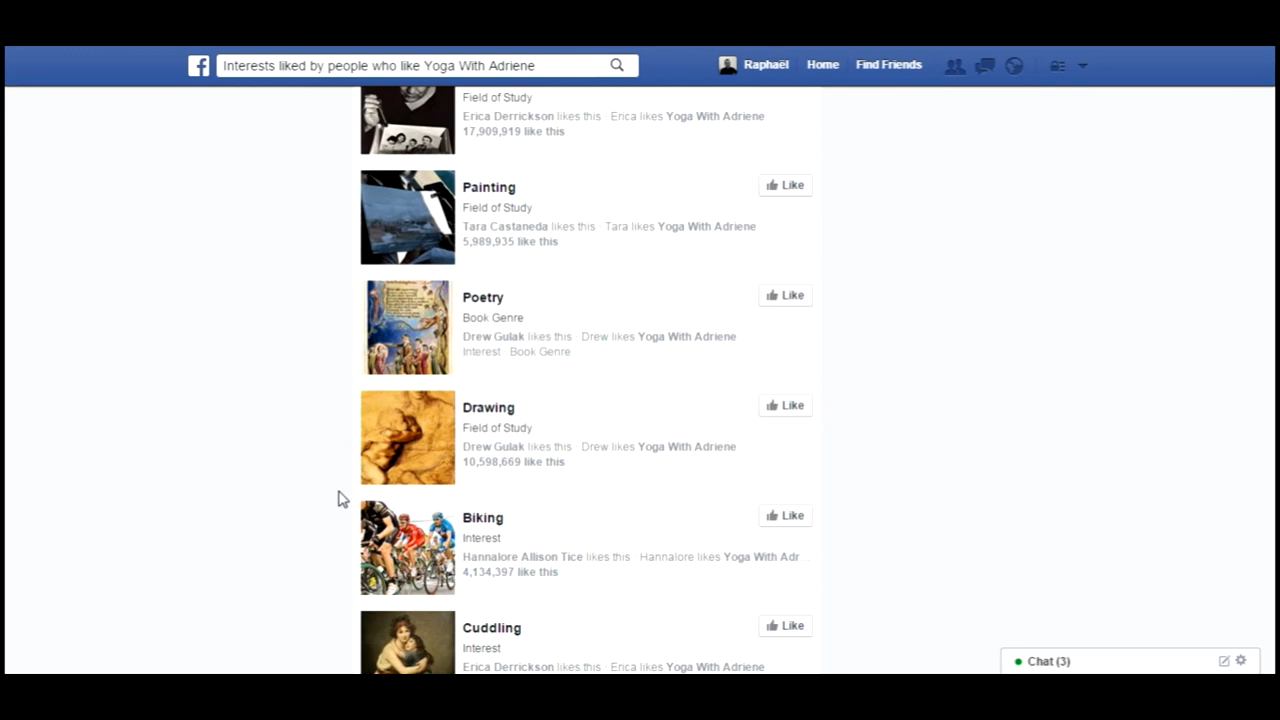 f
Interests liked by people who like Yoga With Adriene
Raphaël Home Find Friends
Field of Study
Erica Derrickson likes this · Erica likes Yoga With Adriene
17,909,919 like this
Painting
Like
Field of Study
Tara Castaneda likes this · Tara likes Yoga With Adriene
5,989,935 like this
Poetry
Like
Book Genre
Drew Gulak likes this · Drew likes Yoga With Adriene
Interest · Book Genre
Drawing
Like
Field of Study
Drew Gulak likes this · Drew likes Yoga With Adriene
10,598,669 like this
Biking
Like
Interest
Hannalore Allison Tice likes this · Hannalore likes Yoga With Adr...
4,134,397 like this
Cuddling
Like
Interest
Erica Derrickson likes this · Erica likes Yoga With Adriene
Chat (3)